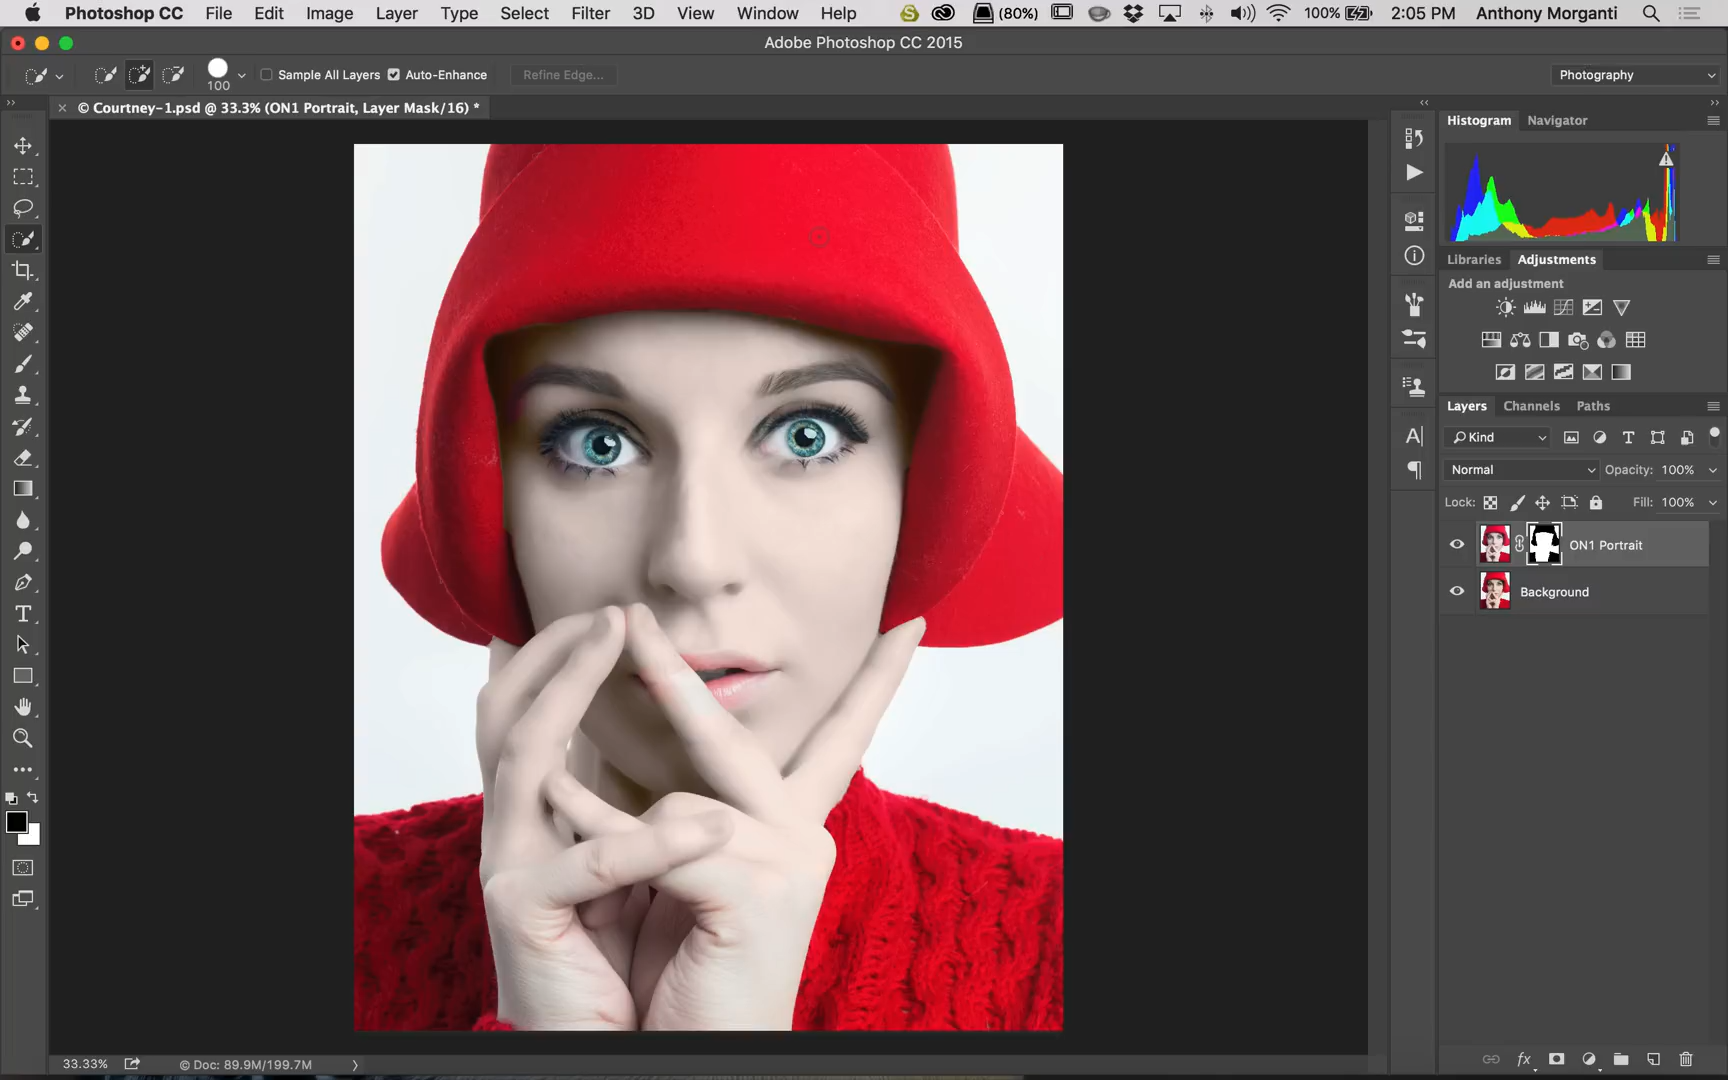 Photoshop CC File Edit Image Layer Type Select Filter 3D View Window Help (80%) 100% 2:05 PM Anthony Morganti
Adobe Photoshop CC 2015
100 Sample All Layers Auto-Enhance Refine Edge... Photography
× © Courtney-1.psd @ 33.3% (ON1 Portrait, Layer Mask/16) *
Histogram Navigator
Libraries Adjustments
Add an adjustment
Layers Channels Paths
Kind
Normal Opacity: 100%
Lock: Fill: 100%
ON1 Portrait
Background
33.33% © Doc: 89.9M/199.7M